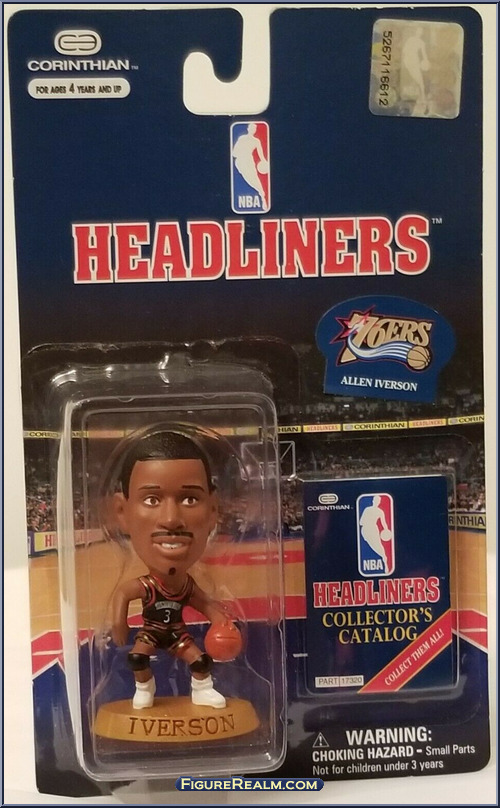 CORINTHIAN™
FOR AGES 4 YEARS AND UP
5267116612
NBA
HEADLINERS™
76ERS
ALLEN IVERSON
HEADLINERS
CORINTHIAN
CORINTHIAN
NBA
HEADLINERS
COLLECTOR'S
CATALOG
COLLECT THEM ALL!
PART 17320
3
IVERSON
WARNING:
CHOKING HAZARD - Small Parts
Not for children under 3 years
FIGUREREALM.COM